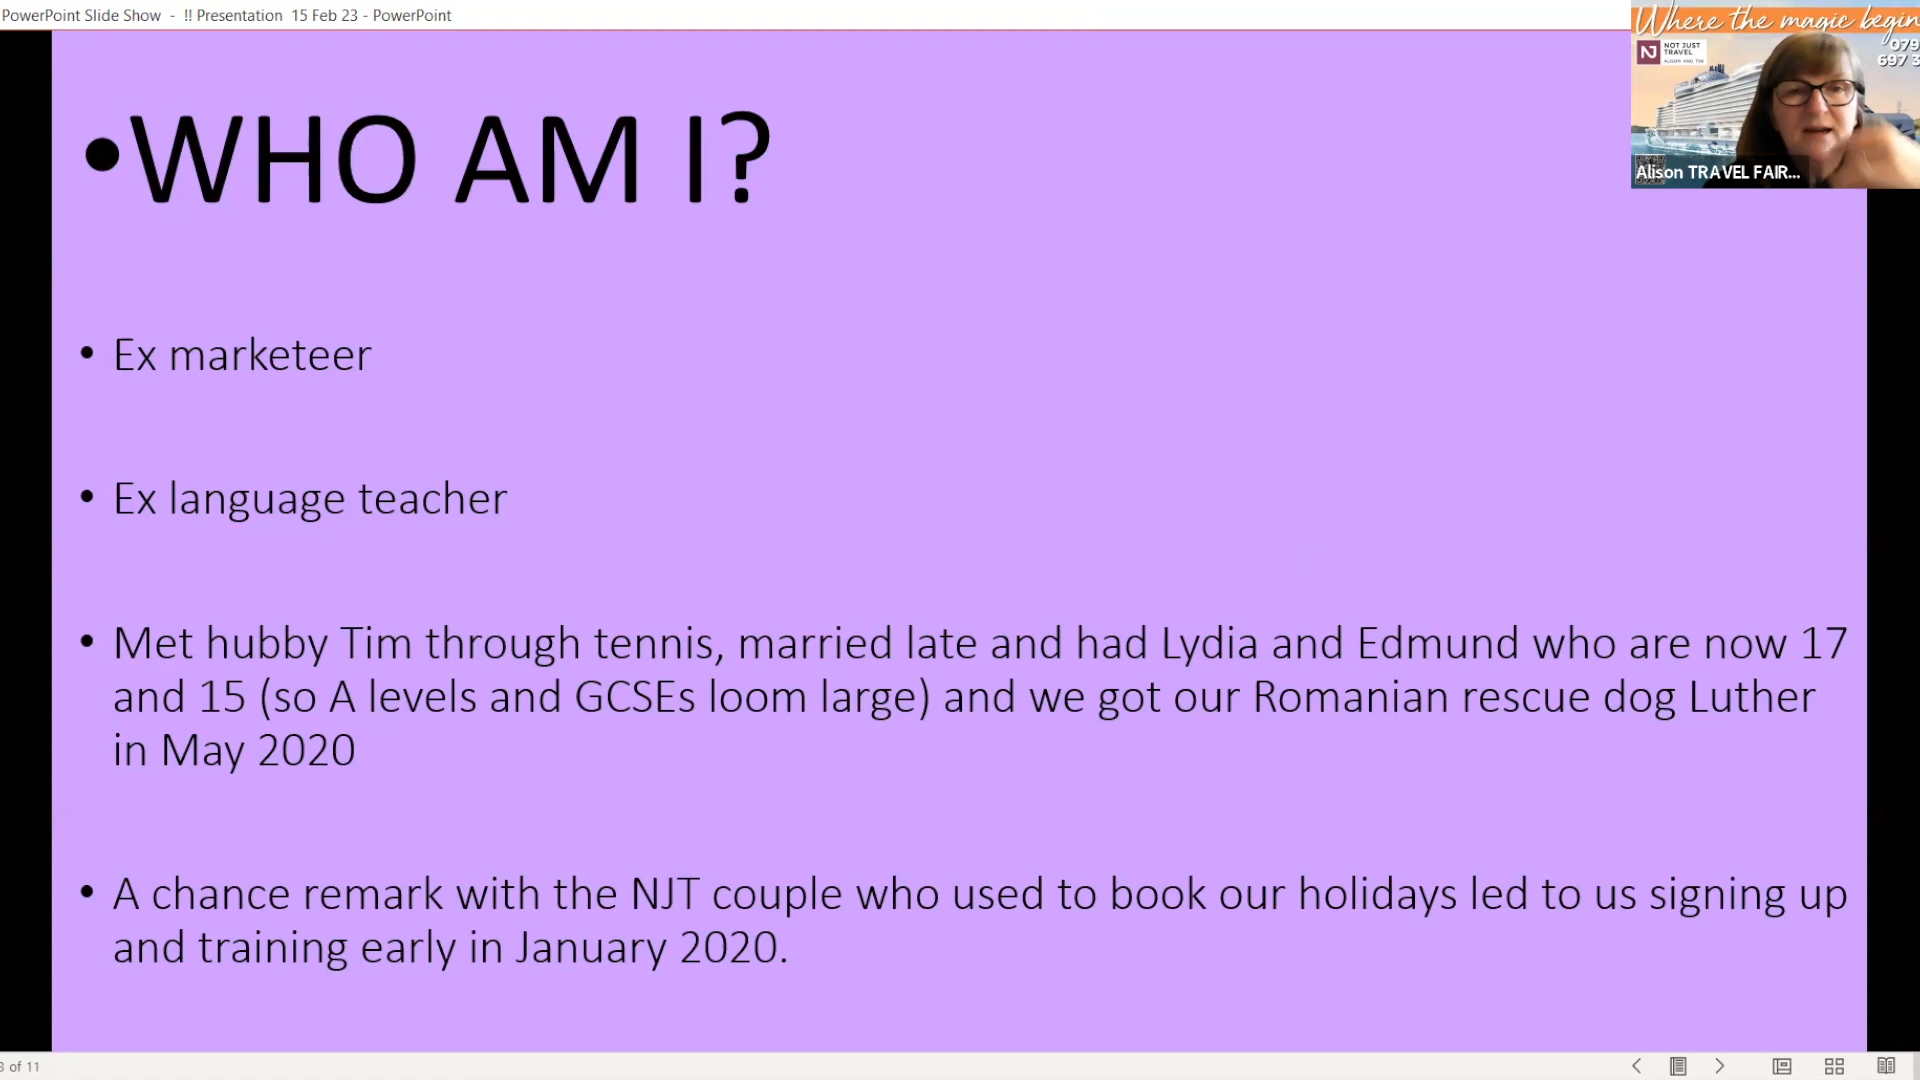 PowerPoint Slide Show - !! Presentation 15 Feb 23 - PowerPoint
Where the magic begin
NOT JUST
TRAVEL
ALISON AND TIM
079
697 3
Alison TRAVEL FAIR...
•WHO AM I?
• Ex marketeer
• Ex language teacher
• Met hubby Tim through tennis, married late and had Lydia and Edmund who are now 17
and 15 (so A levels and GCSEs loom large) and we got our Romanian rescue dog Luther
in May 2020
• A chance remark with the NJT couple who used to book our holidays led to us signing up
and training early in January 2020.
of 11